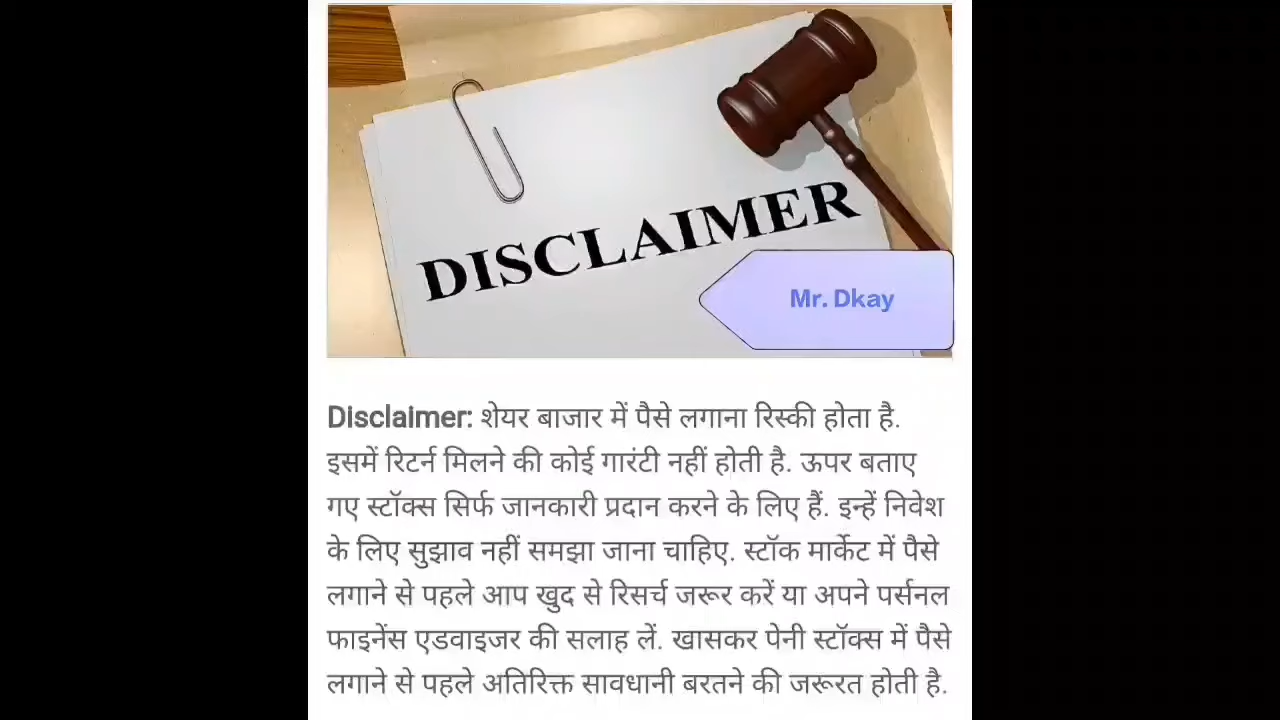 DISCLAIMER
Mr. Dkay
Disclaimer: शेयर बाजार में पैसे लगाना रिस्की होता है.
इसमें रिटर्न मिलने की कोई गारंटी नहीं होती है. ऊपर बताए
गए स्टॉक्स सिर्फ जानकारी प्रदान करने के लिए हैं. इन्हें निवेश
के लिए सुझाव नहीं समझा जाना चाहिए. स्टॉक मार्केट में पैसे
लगाने से पहले आप खुद से रिसर्च जरूर करें या अपने पर्सनल
फाइनेंस एडवाइजर की सलाह लें. खासकर पेनी स्टॉक्स में पैसे
लगाने से पहले अतिरिक्त सावधानी बरतने की जरूरत होती है.